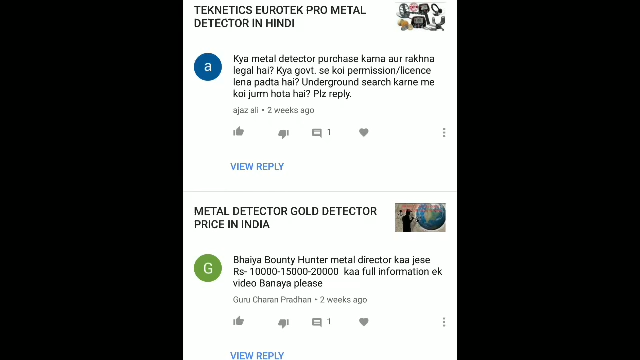 TEKNETICS EUROTEK PRO METAL
DETECTOR IN HINDI
a
Kya metal detector purchase karna aur rakhna
legal hai? Kya govt. se koi permission/licence
lena padta hai? Underground search karne me
koi jurm hota hai? Plz reply.
ajaz ali • 2 weeks ago
1
VIEW REPLY
METAL DETECTOR GOLD DETECTOR
PRICE IN INDIA
G
Bhaiya Bounty Hunter metal director kaa jese
Rs- 10000-15000-20000 kaa full information ek
video Banaya please
Guru Charan Pradhan • 2 weeks ago
1
VIEW REPLY